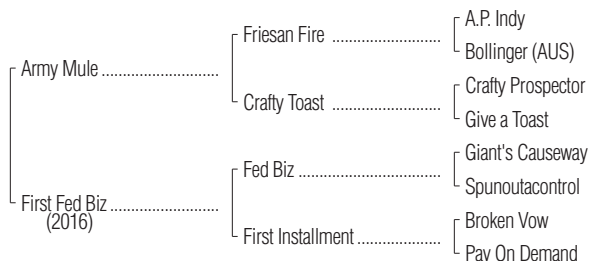 A.P. Indy
Friesan Fire ......................
Bollinger (AUS)
Army Mule ........................
Crafty Prospector
Crafty Toast ......................
Give a Toast
Giant's Causeway
Fed Biz .............................
Spunoutacontrol
First Fed Biz ......................
(2016)
Broken Vow
First Installment .................
Pay On Demand